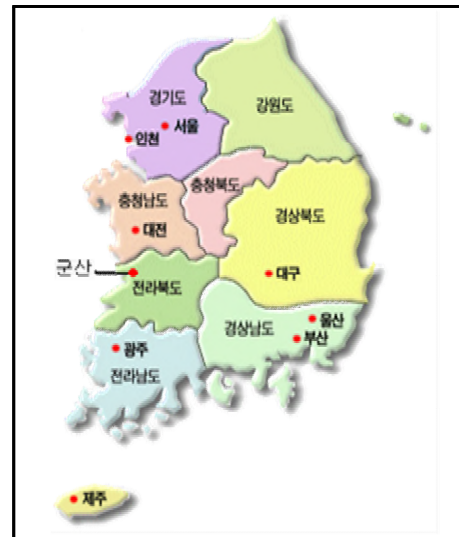 경기도
강원도
서울
인천
충청북도
충청남도
경상북도
대전
군산
대구
전라북도
울산
경상남도
부산
광주
전라남도
제주